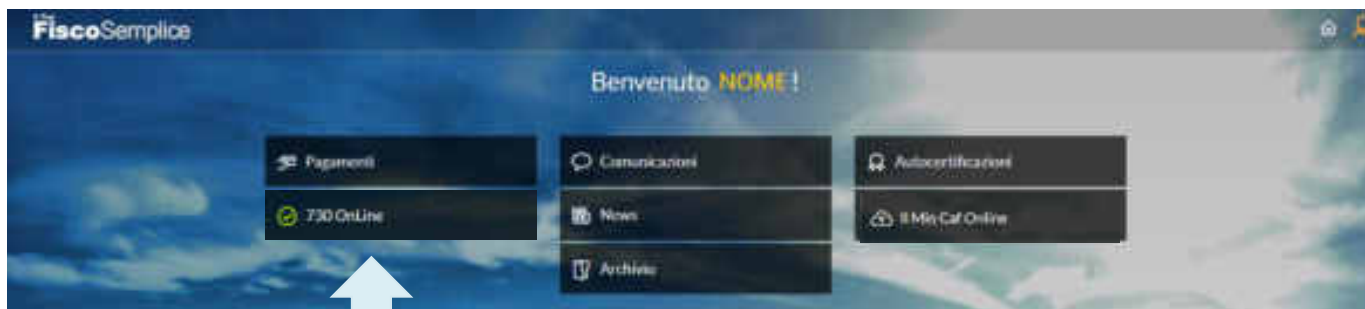 FiscoSemplice
Benvenuto NOME!
Pagamenti
Comunicazioni
Autocertificazioni
730 OnLine
News
Il Mio Caf Online
Archivio